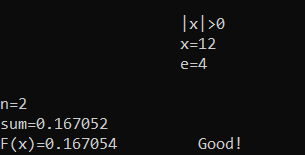 |x|>0
x=12
e=4
n=2
sum=0.167052
F(x)=0.167054 Good!